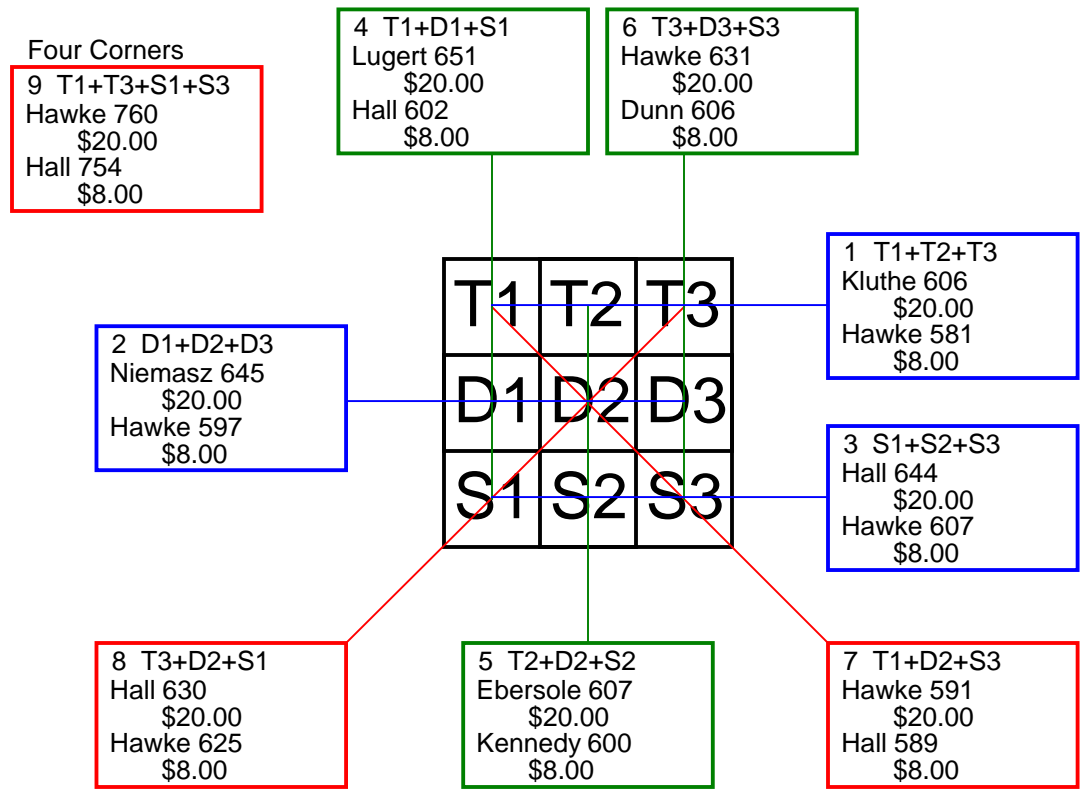 Four Corners
9 T1+T3+S1+S3
Hawke 760
$20.00
Hall 754
$8.00
4 T1+D1+S1
Lugert 651
$20.00
Hall 602
$8.00
6 T3+D3+S3
Hawke 631
$20.00
Dunn 606
$8.00
1 T1+T2+T3
Kluthe 606
$20.00
Hawke 581
$8.00
T1 T2 T3
2 D1+D2+D3
Niemasz 645
$20.00
Hawke 597
$8.00
D1 D2 D3
3 S1+S2+S3
Hall 644
$20.00
Hawke 607
$8.00
S1 S2 S3
8 T3+D2+S1
Hall 630
$20.00
Hawke 625
$8.00
5 T2+D2+S2
Ebersole 607
$20.00
Kennedy 600
$8.00
7 T1+D2+S3
Hawke 591
$20.00
Hall 589
$8.00